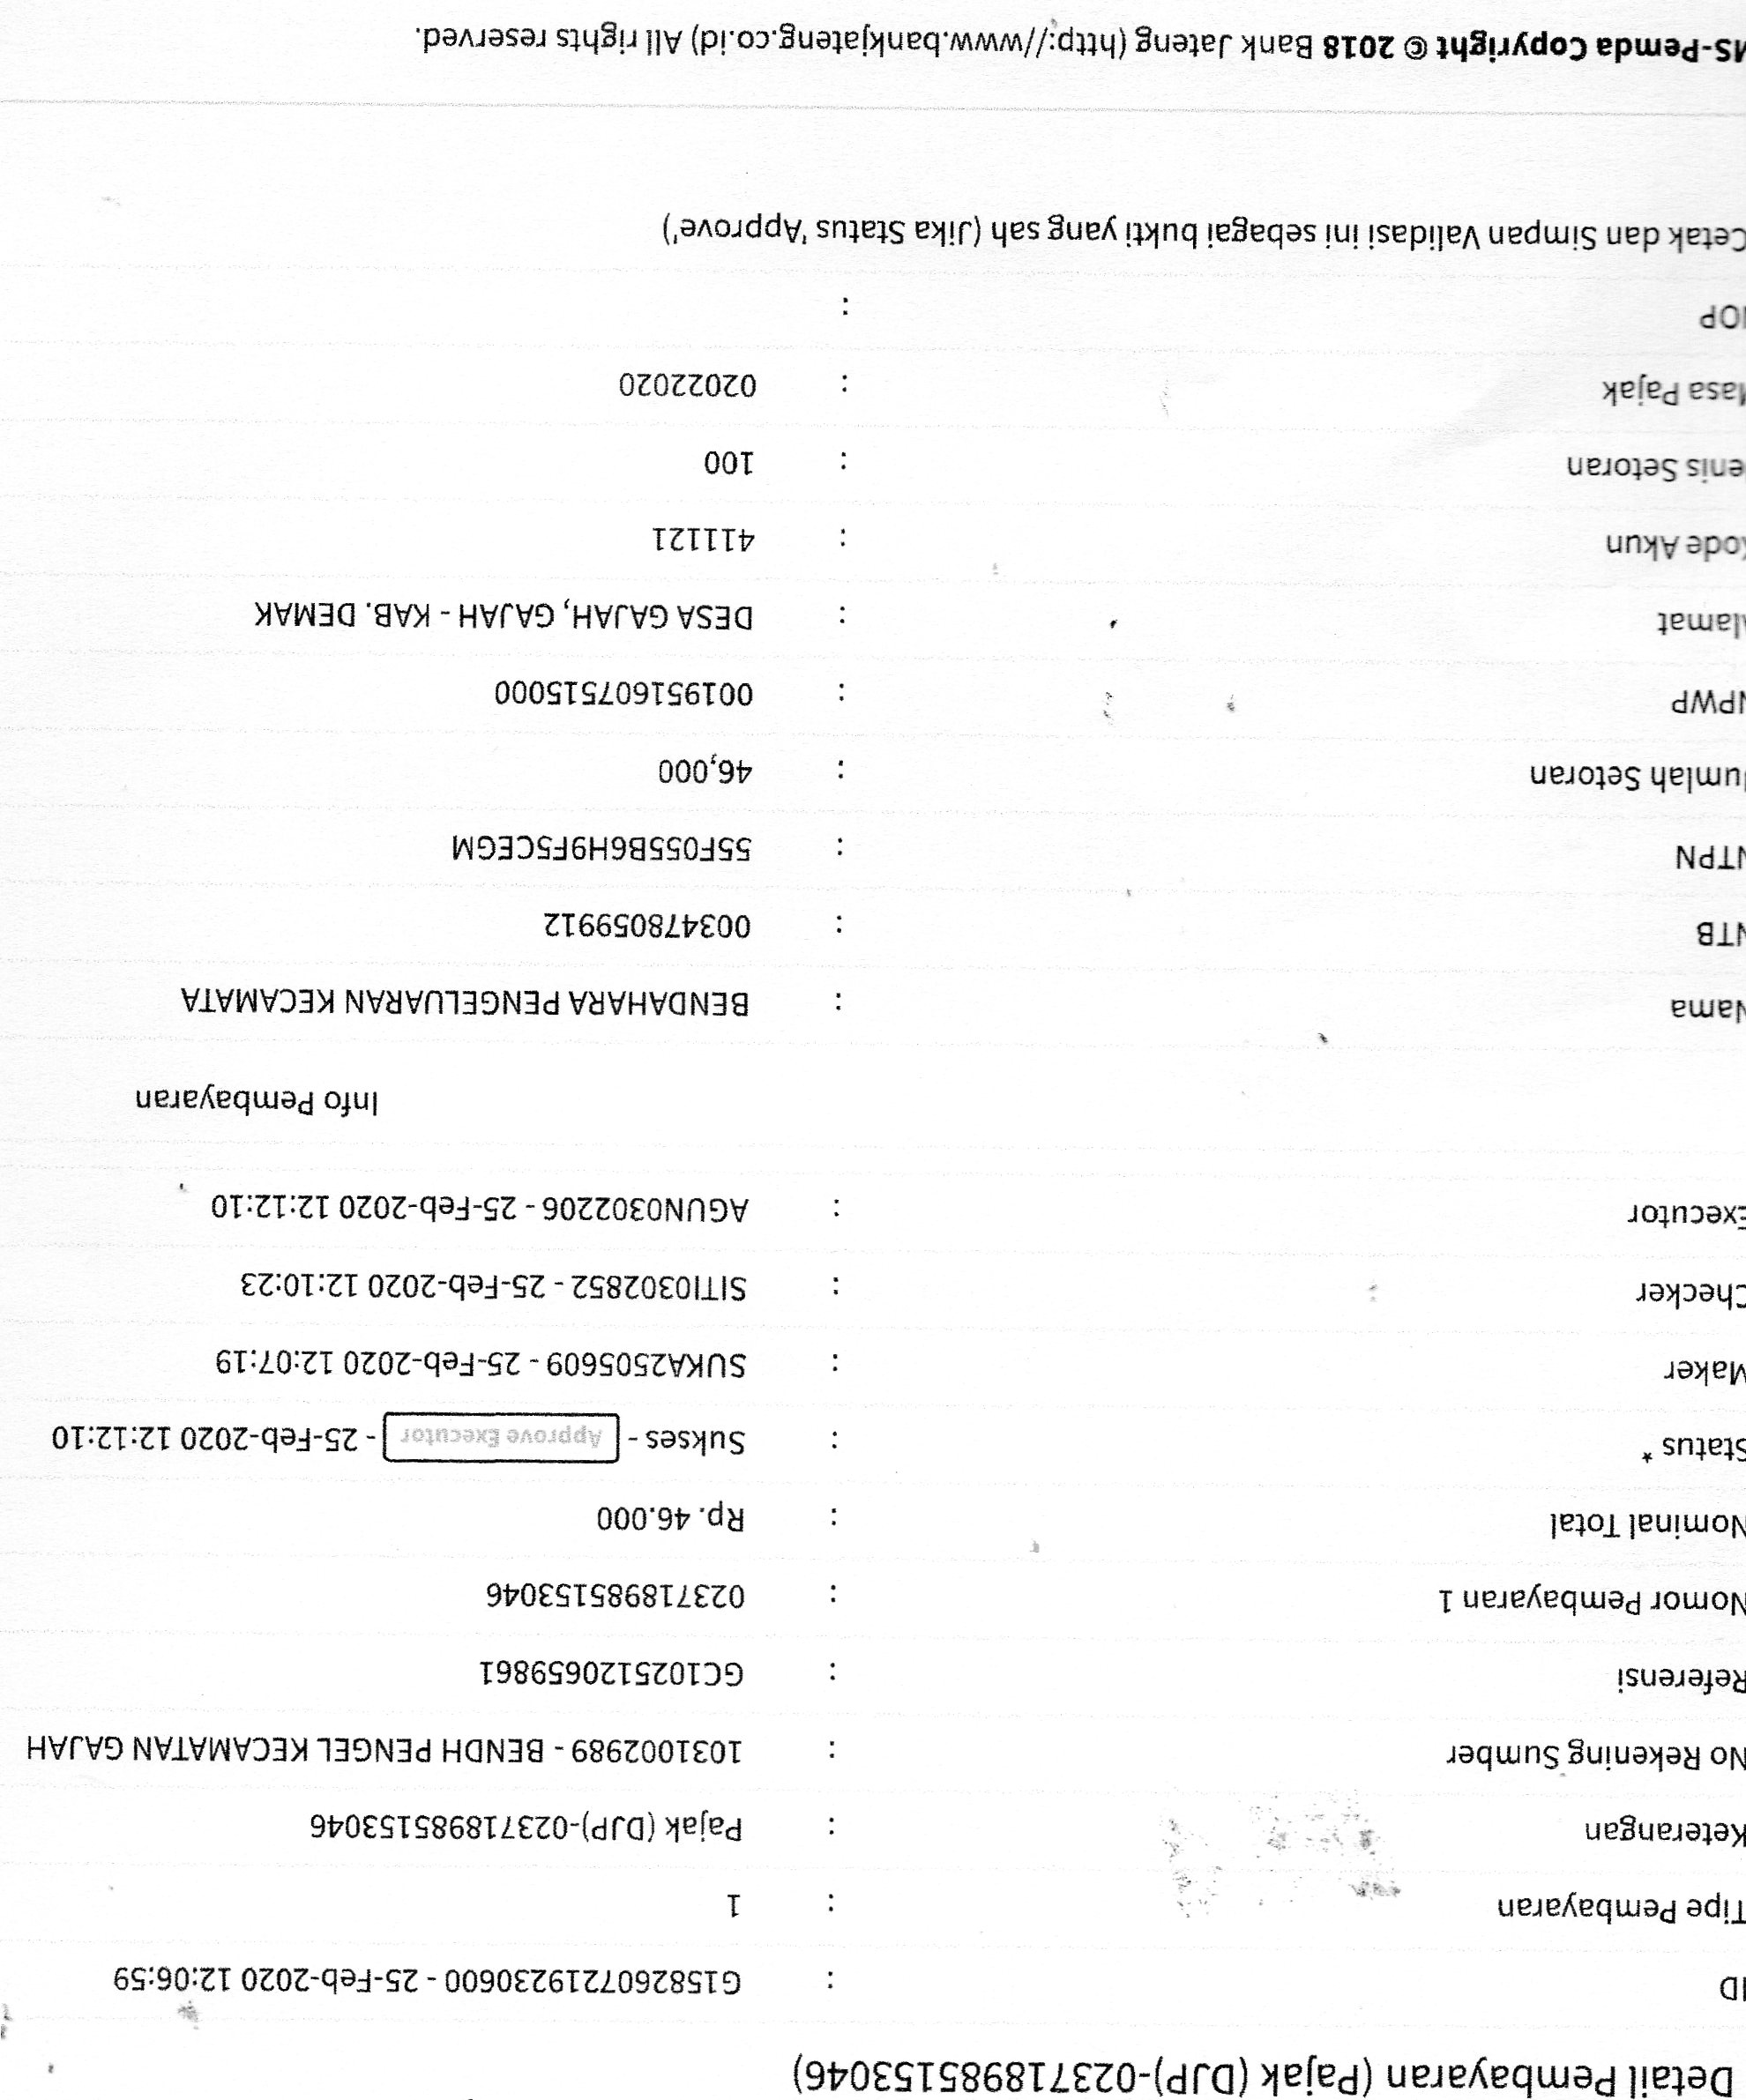 Detail Pembayaran (Pajak (DJP)-023718985153046)
ID : G1582607219230600 - 25-Feb-2020 12:06:59
Tipe Pembayaran : 1
Keterangan : Pajak (DJP)-023718985153046
No Rekening Sumber : 1031002989 - BENDH PENGEL KECAMATAN GAJAH
Referensi : GC1025120659861
Nomor Pembayaran 1 : 023718985153046
Nominal Total : Rp. 46.000
Status * : Sukses - Approve Executor - 25-Feb-2020 12:12:10
Maker : SUKA2505609 - 25-Feb-2020 12:07:19
Checker : SITI0302852 - 25-Feb-2020 12:10:23
Executor : AGUN0302206 - 25-Feb-2020 12:12:10
Info Pembayaran
Nama : BENDAHARA PENGELUARAN KECAMATA
NTB : 003478059912
NTPN : 55F055B6H9F5CEGM
Jumlah Setoran : 46,000
NPWP : 001951607515000
Alamat : DESA GAJAH, GAJAH - KAB. DEMAK
Kode Akun : 411121
Jenis Setoran : 100
Masa Pajak : 02022020
NOP :
Cetak dan Simpan Validasi ini sebagai bukti yang sah (Jika Status 'Approve')
MS-Pemda Copyright © 2018 Bank Jateng (http://www.bankjateng.co.id) All rights reserved.